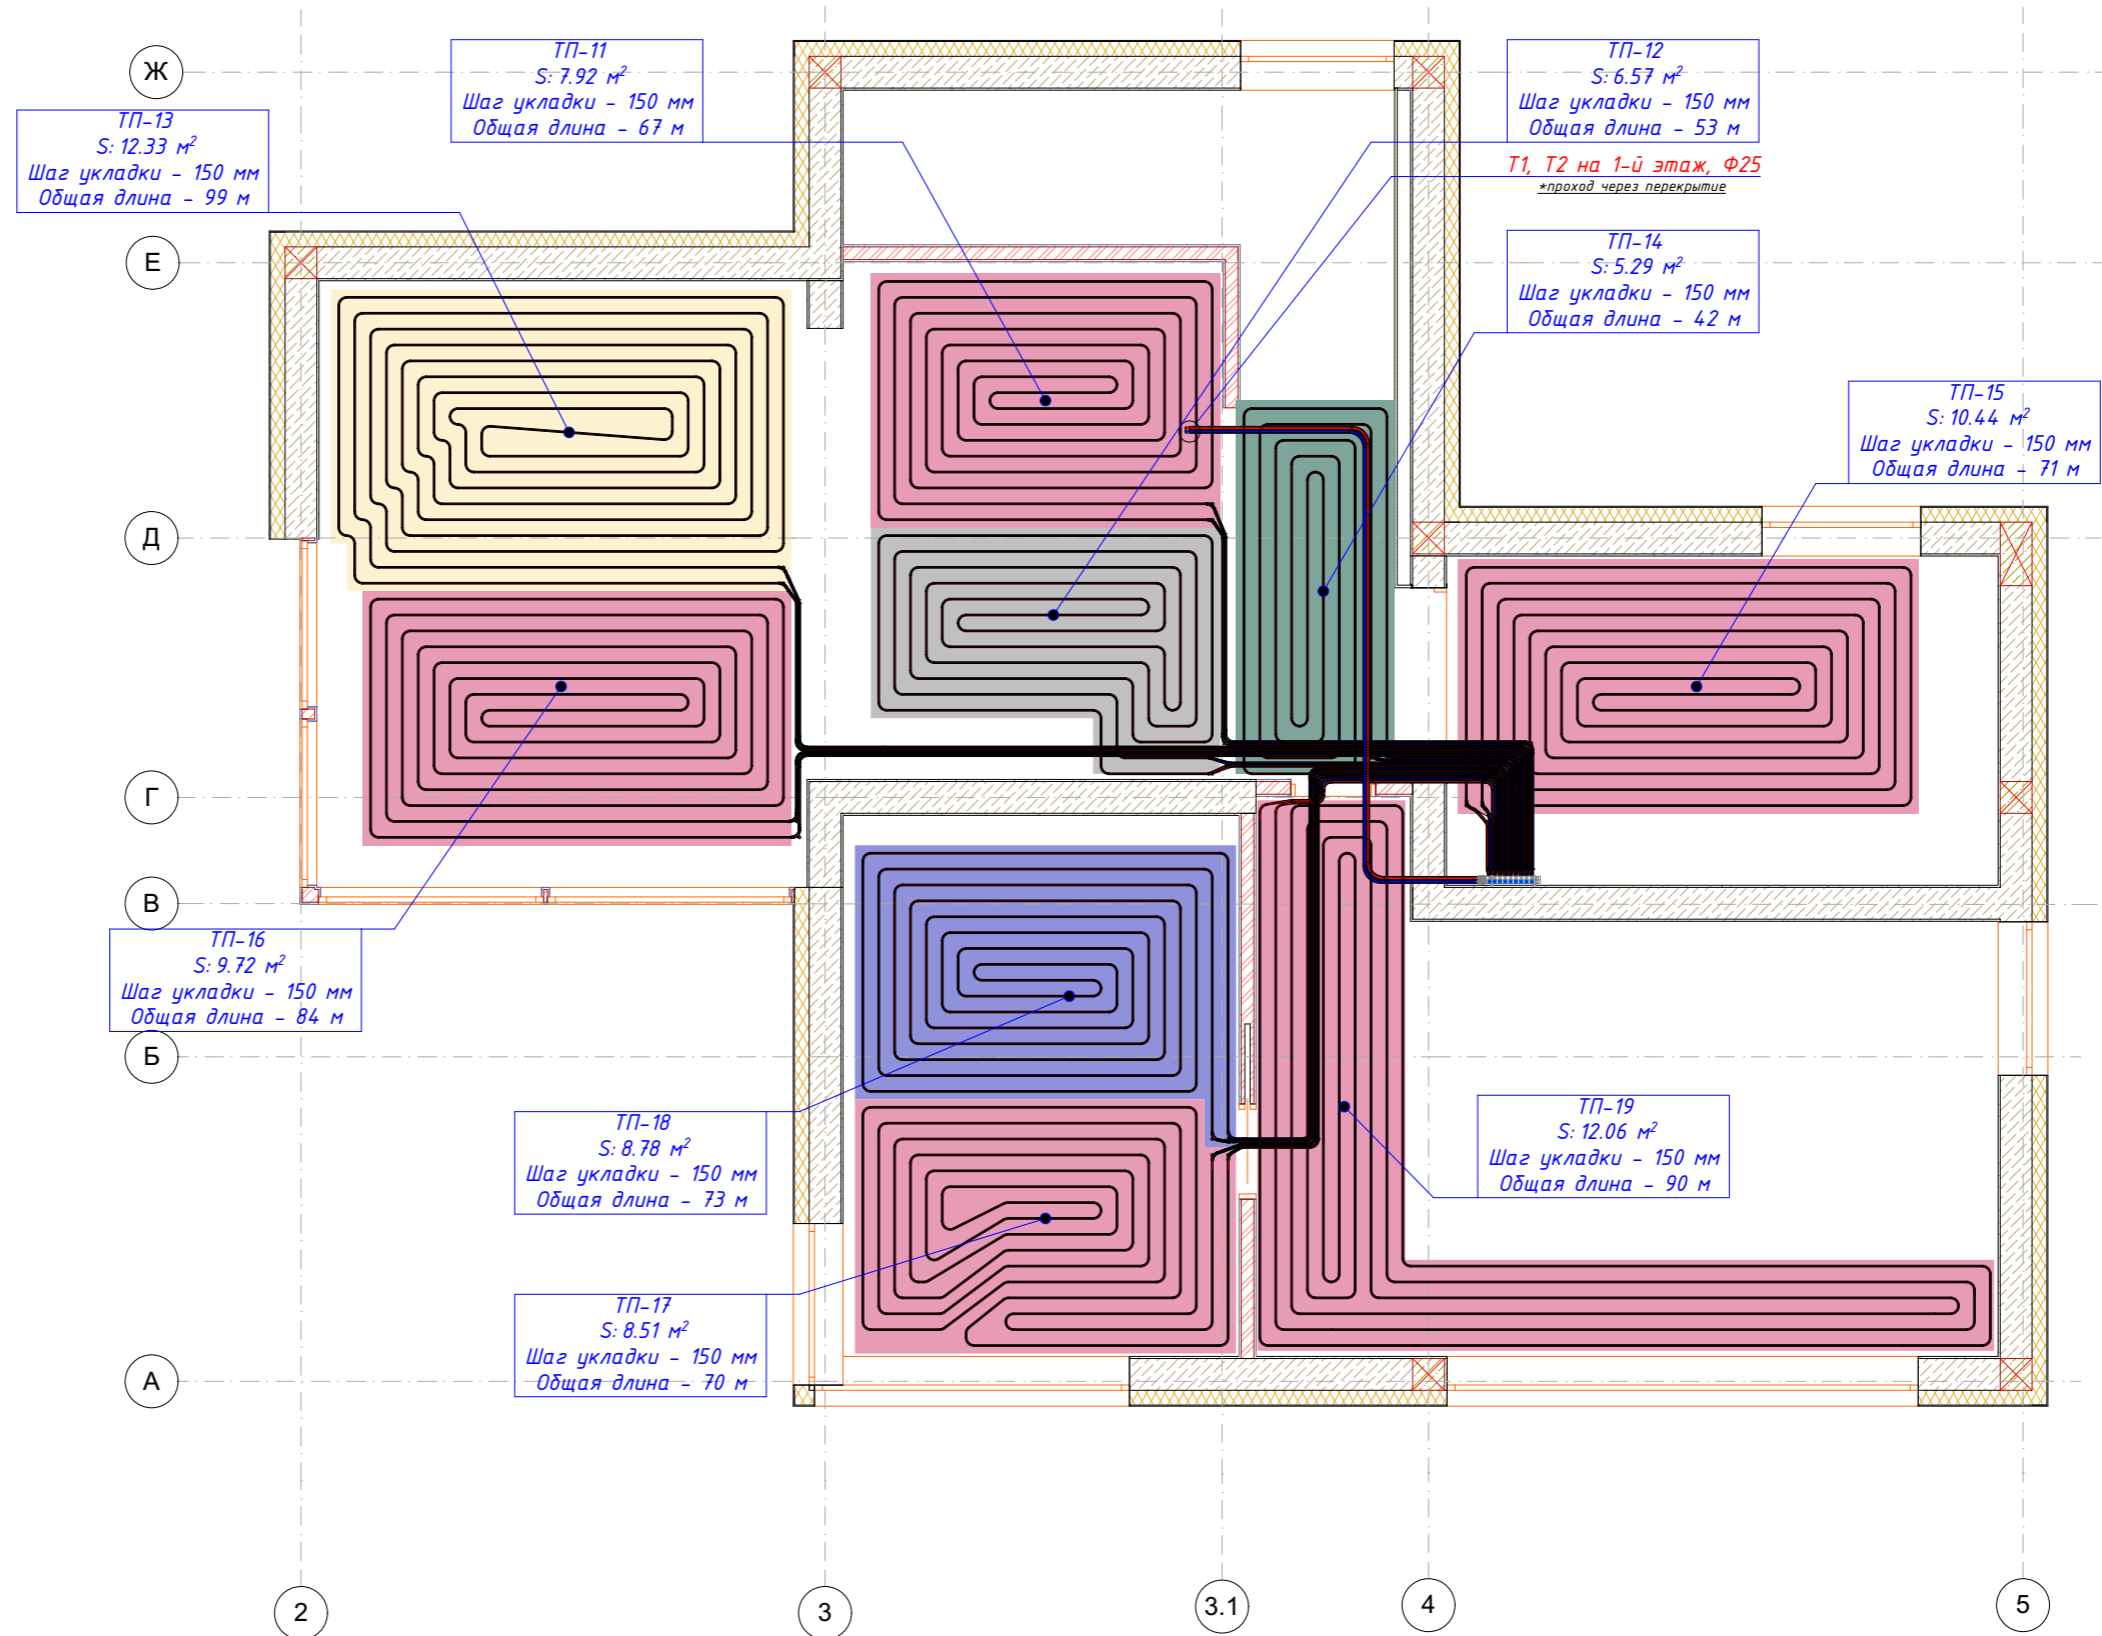 Ж
ТП-11
S: 7.92 м²
Шаг укладки - 150 мм
Общая длина - 67 м
ТП-12
S: 6.57 м²
Шаг укладки - 150 мм
Общая длина - 53 м
ТП-13
S: 12.33 м²
Шаг укладки - 150 мм
Общая длина - 99 м
Т1, Т2 на 1-й этаж, Ф25
*проход через перекрытие
Е
ТП-14
S: 5.29 м²
Шаг укладки - 150 мм
Общая длина - 42 м
ТП-15
S: 10.44 м²
Шаг укладки - 150 мм
Общая длина - 71 м
Д
Г
В
ТП-16
S: 9.72 м²
Шаг укладки - 150 мм
Общая длина - 84 м
Б
ТП-18
S: 8.78 м²
Шаг укладки - 150 мм
Общая длина - 73 м
ТП-19
S: 12.06 м²
Шаг укладки - 150 мм
Общая длина - 90 м
ТП-17
S: 8.51 м²
Шаг укладки - 150 мм
Общая длина - 70 м
А
2
3
3.1
4
5